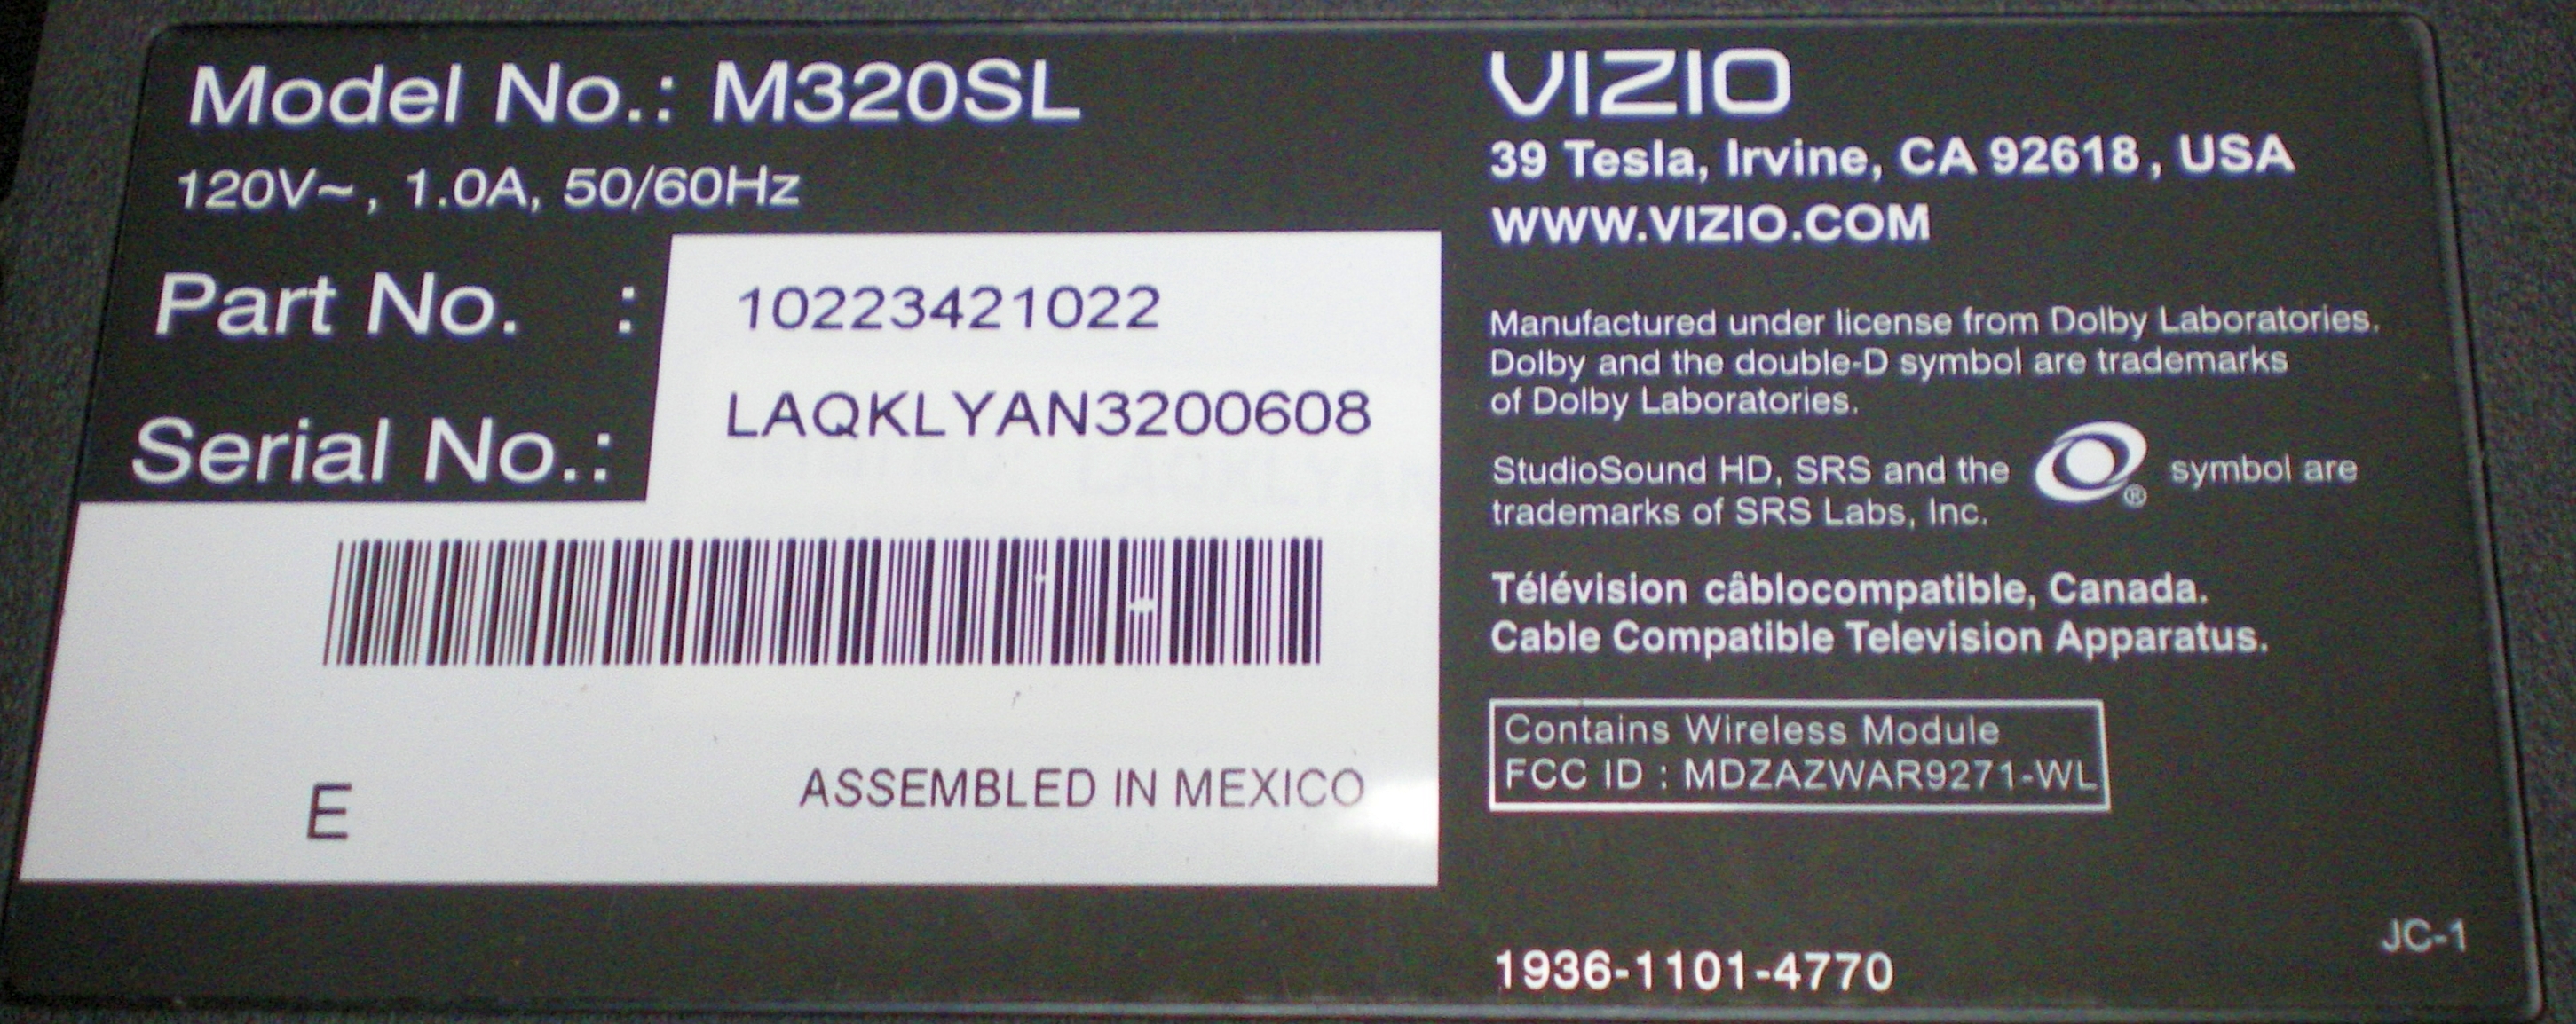 Model No.: M320SL
120V~, 1.0A, 50/60Hz
Part No. : 10223421022
Serial No.: LAQKLYAN3200608
E
ASSEMBLED IN MEXICO
VIZIO
39 Tesla, Irvine, CA 92618, USA
WWW.VIZIO.COM
Manufactured under license from Dolby Laboratories.
Dolby and the double-D symbol are trademarks
of Dolby Laboratories.
StudioSound HD, SRS and the ® symbol are
trademarks of SRS Labs, Inc.
Télévision câblocompatible, Canada.
Cable Compatible Television Apparatus.
Contains Wireless Module
FCC ID : MDZAZWAR9271-WL
1936-1101-4770
JC-1